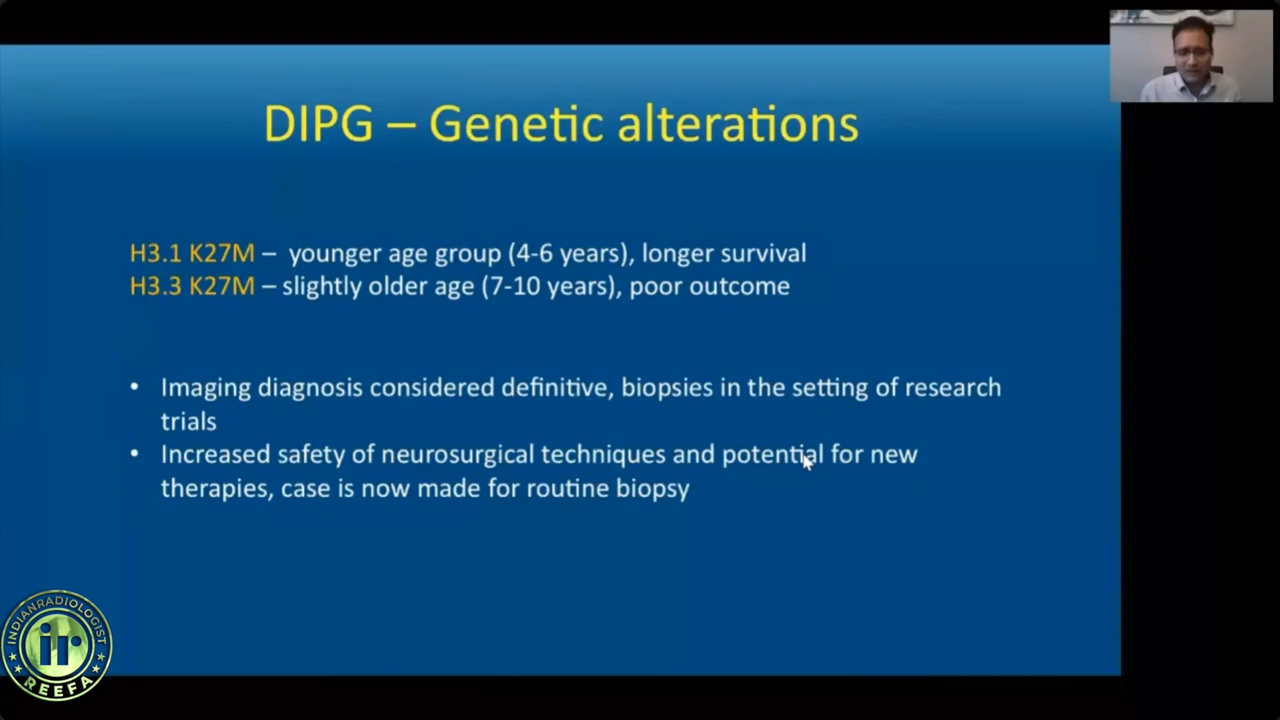 DIPG – Genetic alterations
H3.1 K27M – younger age group (4-6 years), longer survival
H3.3 K27M – slightly older age (7-10 years), poor outcome
• Imaging diagnosis considered definitive, biopsies in the setting of research
trials
• Increased safety of neurosurgical techniques and potential for new
therapies, case is now made for routine biopsy
INDIANRADIOLOGIST
ir
REEFA